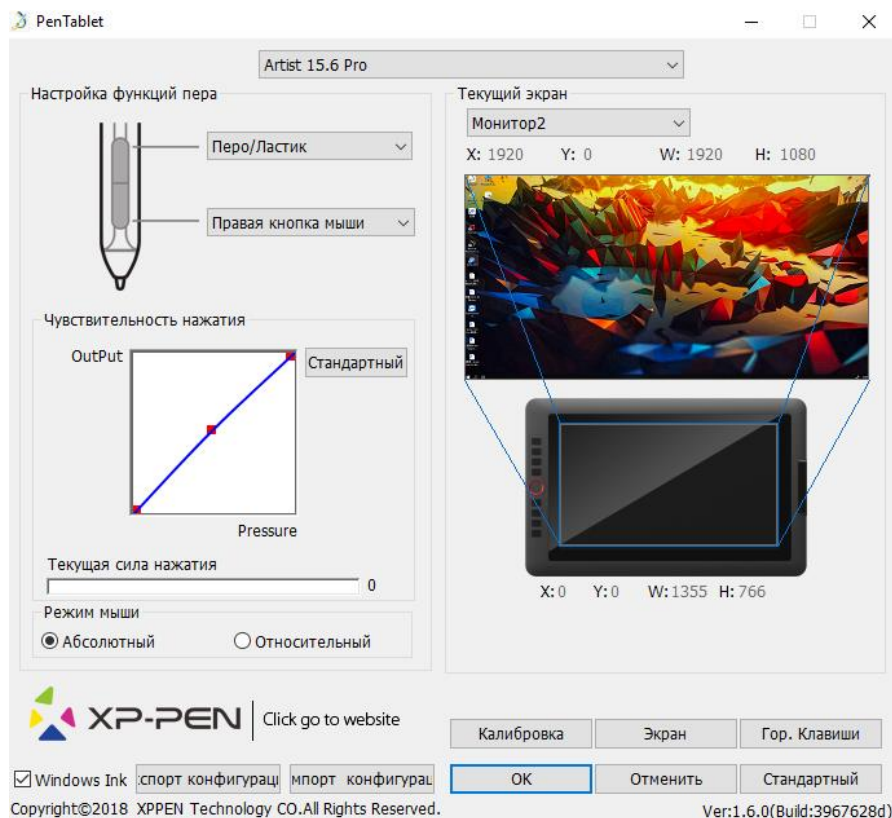 PenTablet
Artist 15.6 Pro
Настройка функций пера
Перо/Ластик
Правая кнопка мыши
Чувствительность нажатия
OutPut
Стандартный
Pressure
Текущая сила нажатия
0
Режим мыши
Абсолютный
Относительный
Текущий экран
Монитор2
X: 1920 Y: 0 W: 1920 H: 1080
X: 0 Y: 0 W: 1355 H: 766
XP-PEN
Click go to website
Калибровка
Экран
Гор. Клавиши
Windows Ink
спорт конфигураци
мпорт конфигурац
OK
Отменить
Стандартный
Copyright©2018 XPPEN Technology CO.All Rights Reserved.
Ver:1.6.0(Build:3967628d)